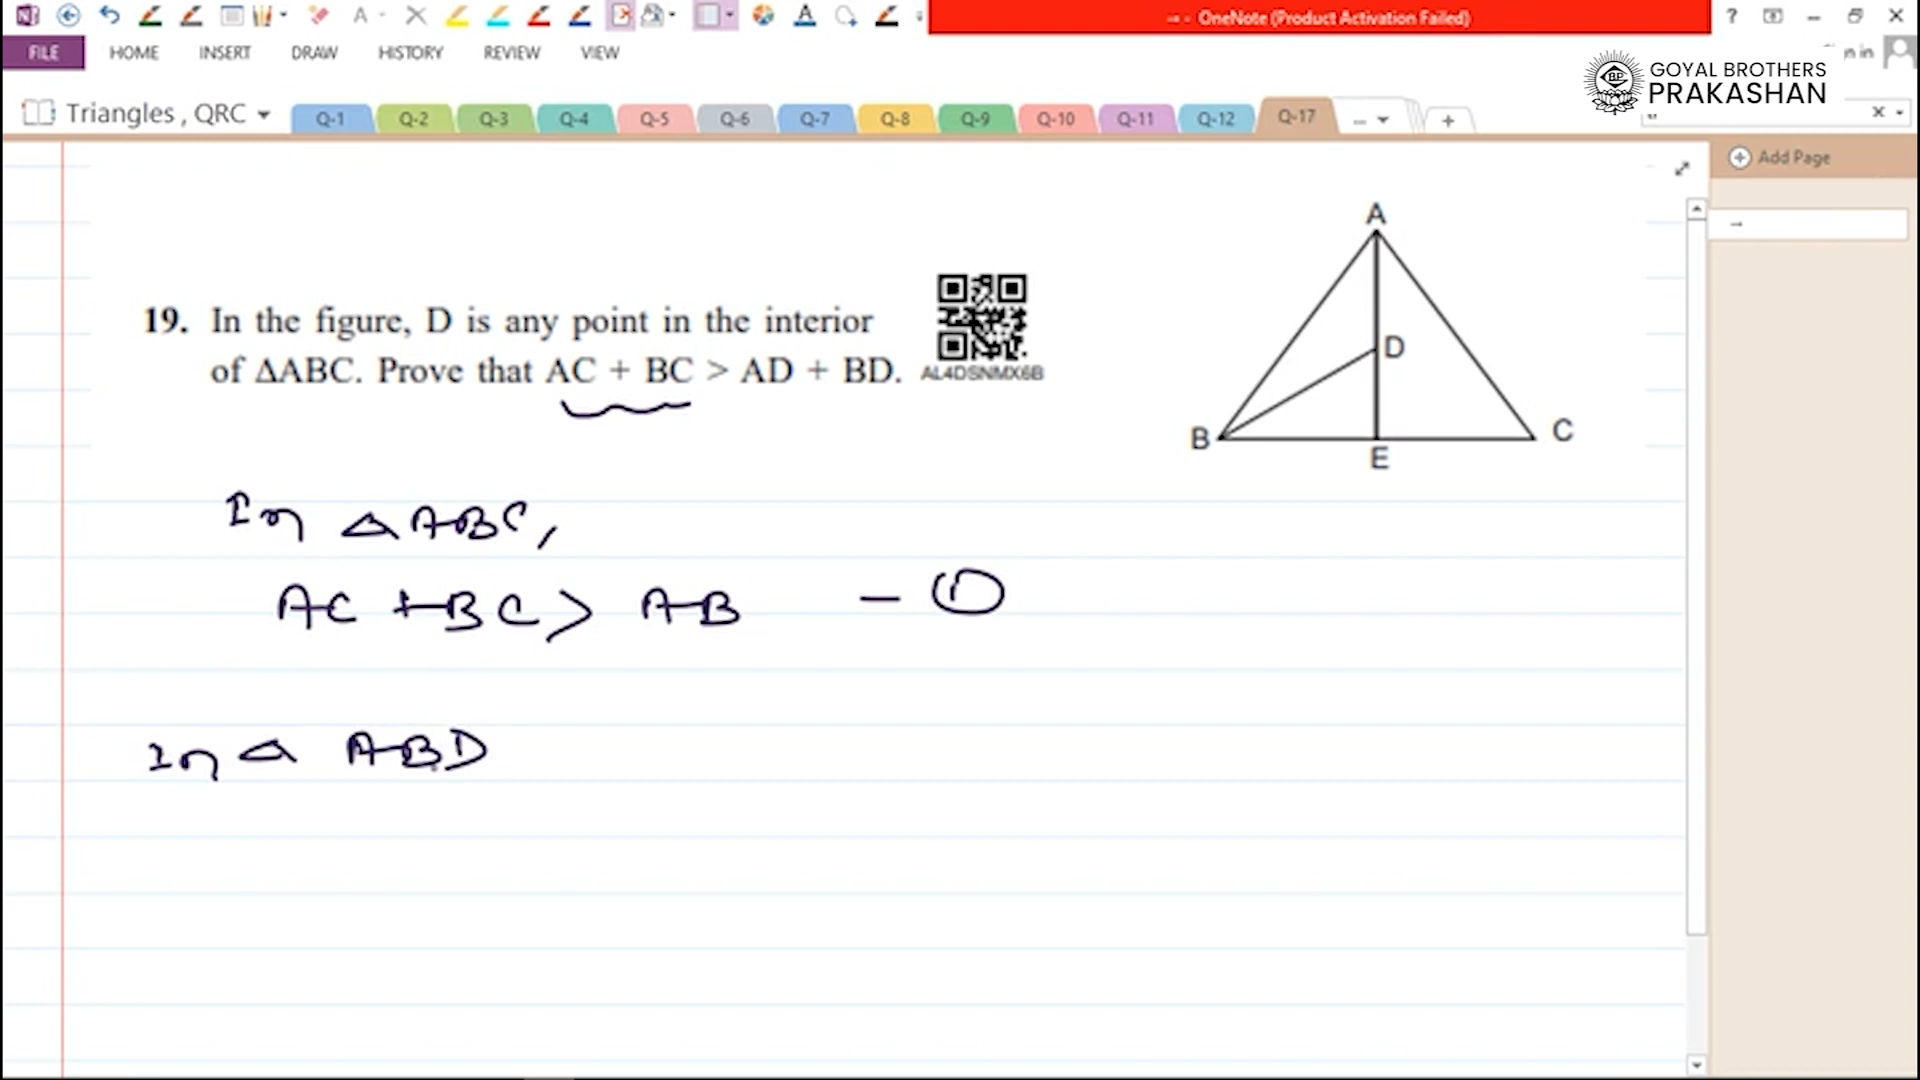 OneNote (Product Activation Failed)
FILE HOME INSERT DRAW HISTORY REVIEW VIEW
GOYAL BROTHERS
PRAKASHAN
Triangles , QRC Q-1 Q-2 Q-3 Q-4 Q-5 Q-6 Q-7 Q-8 Q-9 Q-10 Q-11 Q-12 Q-17
Add Page
19. In the figure, D is any point in the interior
of ΔABC. Prove that AC + BC > AD + BD.
AL4DSNMX6B
A
D
B
C
E
In Δ ABC,
AC + BC > AB - ①
In Δ ABD